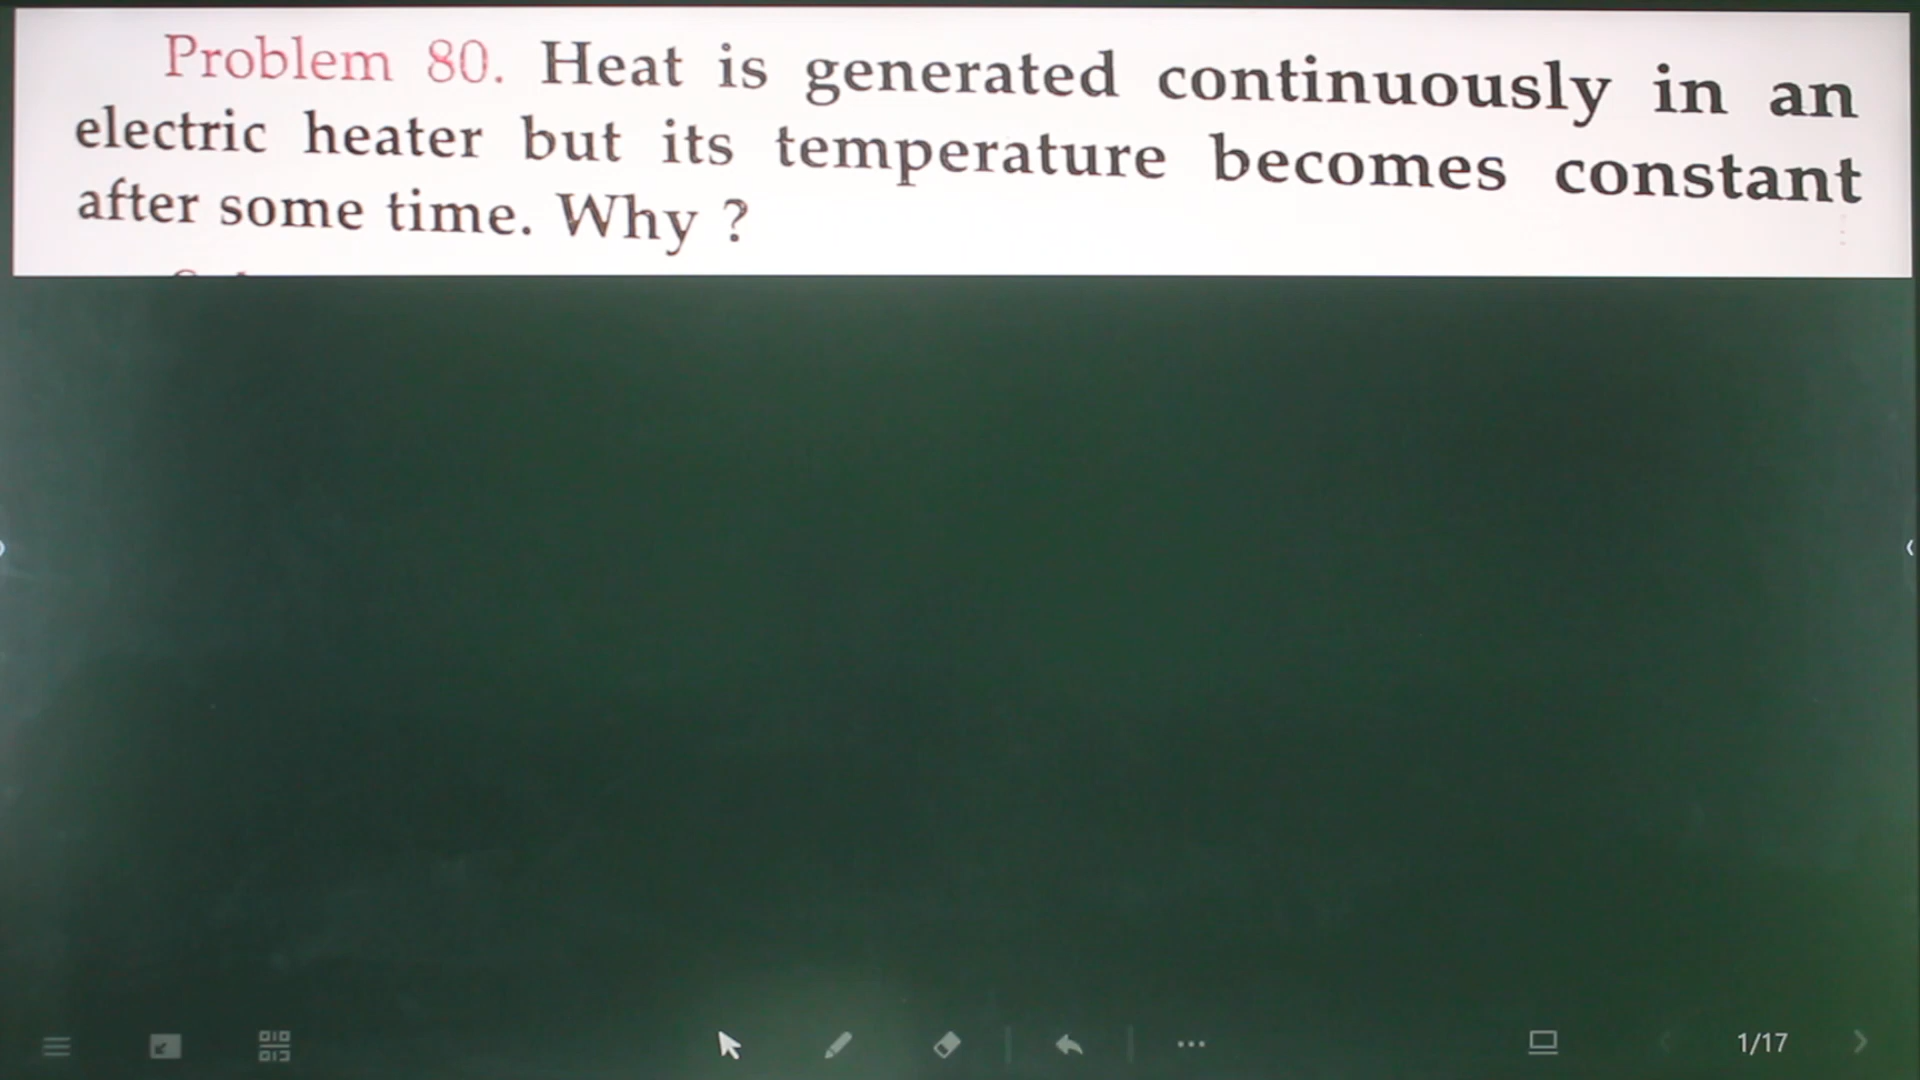 Problem 80. Heat is generated continuously in an
electric heater but its temperature becomes constant
after some time. Why ?
1/17